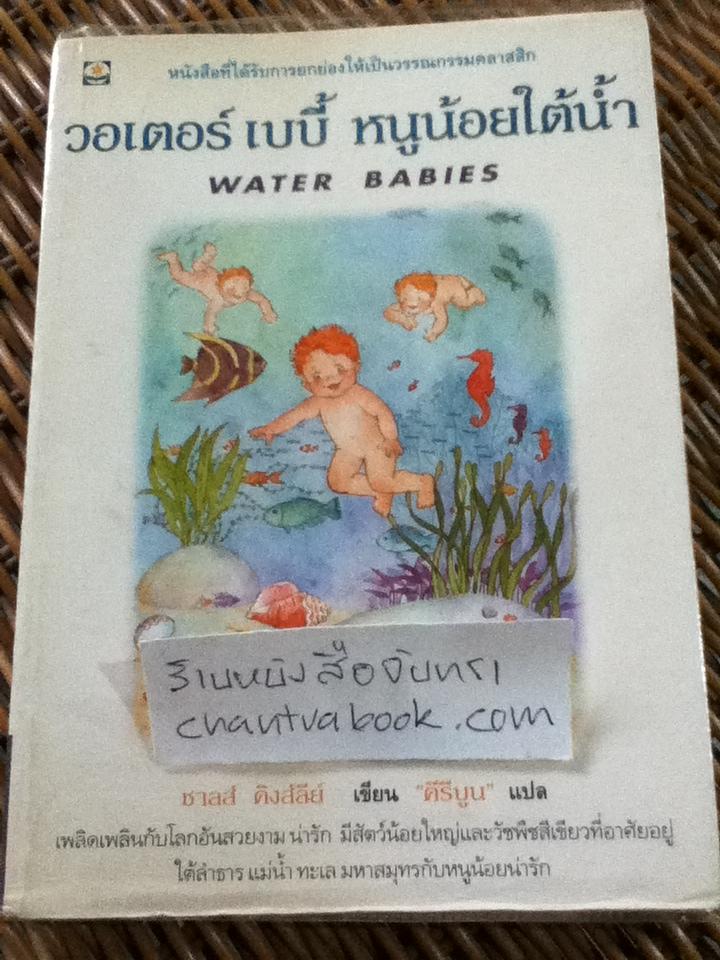 หนังสือที่ได้รับการยกย่องให้เป็นวรรณกรรมคลาสสิก
วอเตอร์ เบบี้ หนูน้อยใต้น้ำ
WATER BABIES
ร้านหนังสือจันทรา
chantrabook.com
ชาลส์ คิงส์ลีย์ เขียน "คีรีบูน" แปล
เพลิดเพลินกับโลกอันสวยงาม น่ารัก มีสัตว์น้อยใหญ่และวัชพืชสีเขียวที่อาศัยอยู่
ใต้ลำธาร แม่น้ำ ทะเล มหาสมุทรกับหนูน้อยน่ารัก